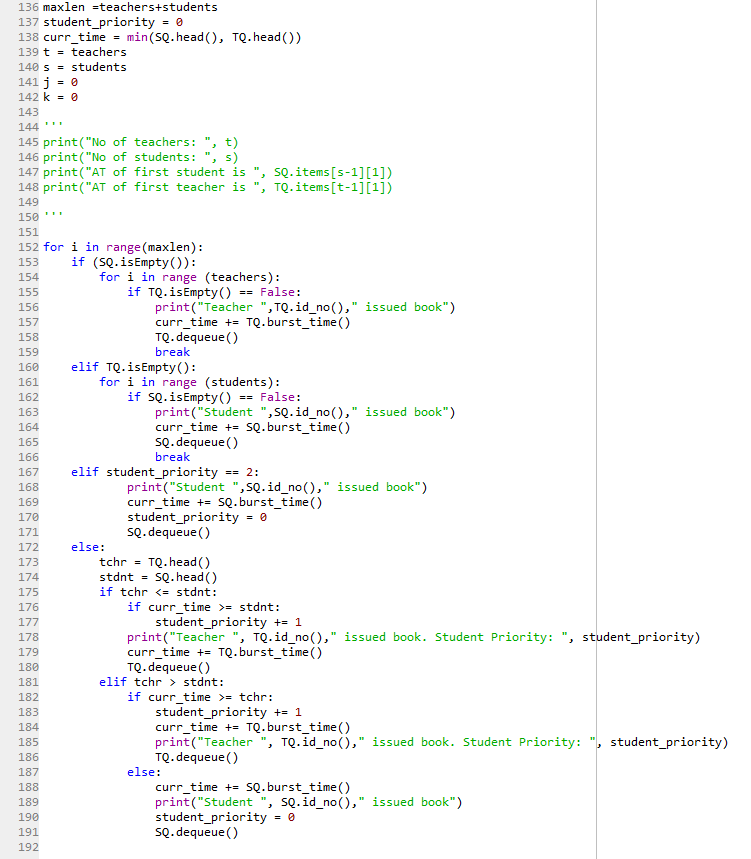 136 maxlen =teachers+students
137 student_priority = 0
138 curr_time = min(SQ.head(), TQ.head())
139 t = teachers
140 s = students
141 j = 0
142 k = 0
143
144 '''
145 print("No of teachers: ", t)
146 print("No of students: ", s)
147 print("AT of first student is ", SQ.items[s-1][1])
148 print("AT of first teacher is ", TQ.items[t-1][1])
149
150 '''
151
152 for i in range(maxlen):
153     if (SQ.isEmpty()):
154         for i in range (teachers):
155             if TQ.isEmpty() == False:
156                 print("Teacher ",TQ.id_no()," issued book")
157                 curr_time += TQ.burst_time()
158                 TQ.dequeue()
159                 break
160     elif TQ.isEmpty():
161         for i in range (students):
162             if SQ.isEmpty() == False:
163                 print("Student ",SQ.id_no()," issued book")
164                 curr_time += SQ.burst_time()
165                 SQ.dequeue()
166                 break
167     elif student_priority == 2:
168             print("Student ",SQ.id_no()," issued book")
169             curr_time += SQ.burst_time()
170             student_priority = 0
171             SQ.dequeue()
172     else:
173         tchr = TQ.head()
174         stdnt = SQ.head()
175         if tchr <= stdnt:
176             if curr_time >= stdnt:
177                 student_priority += 1
178             print("Teacher ", TQ.id_no()," issued book. Student Priority: ", student_priority)
179             curr_time += TQ.burst_time()
180             TQ.dequeue()
181         elif tchr > stdnt:
182             if curr_time >= tchr:
183                 student_priority += 1
184                 curr_time += TQ.burst_time()
185                 print("Teacher ", TQ.id_no()," issued book. Student Priority: ", student_priority)
186                 TQ.dequeue()
187             else:
188                 curr_time += SQ.burst_time()
189                 print("Student ", SQ.id_no()," issued book")
190                 student_priority = 0
191                 SQ.dequeue()
192